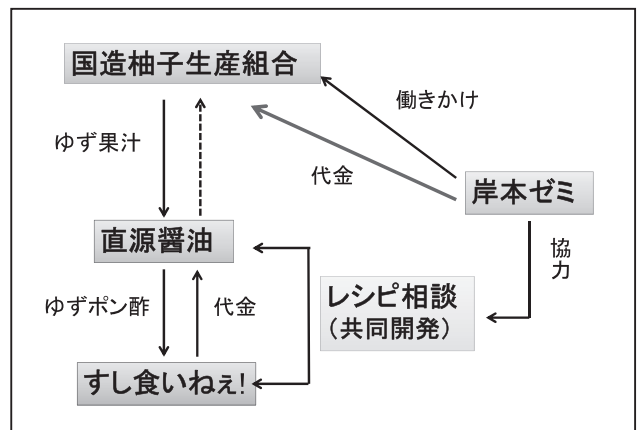 国造柚子生産組合
働きかけ
ゆず果汁
代金
岸本ゼミ
直源醤油
協力
レシピ相談
（共同開発）
ゆずポン酢
代金
すし食いねぇ！